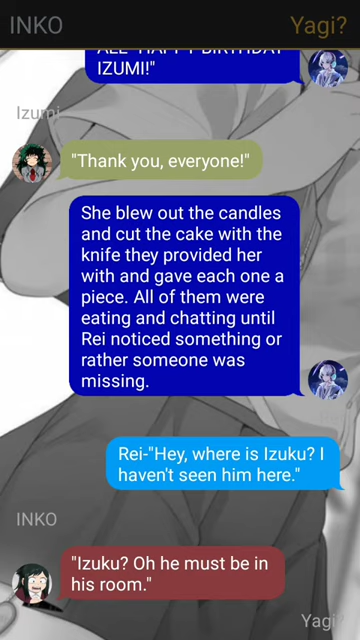 INKO Yagi?
ALL-"HAPPY BIRTHDAY
IZUMI!"
Izumi
"Thank you, everyone!"
She blew out the candles
and cut the cake with the
knife they provided her
with and gave each one a
piece. All of them were
eating and chatting until
Rei noticed something or
rather someone was
missing.
Rei-"Hey, where is Izuku? I
haven't seen him here."
INKO
"Izuku? Oh he must be in
his room."
Yagi?